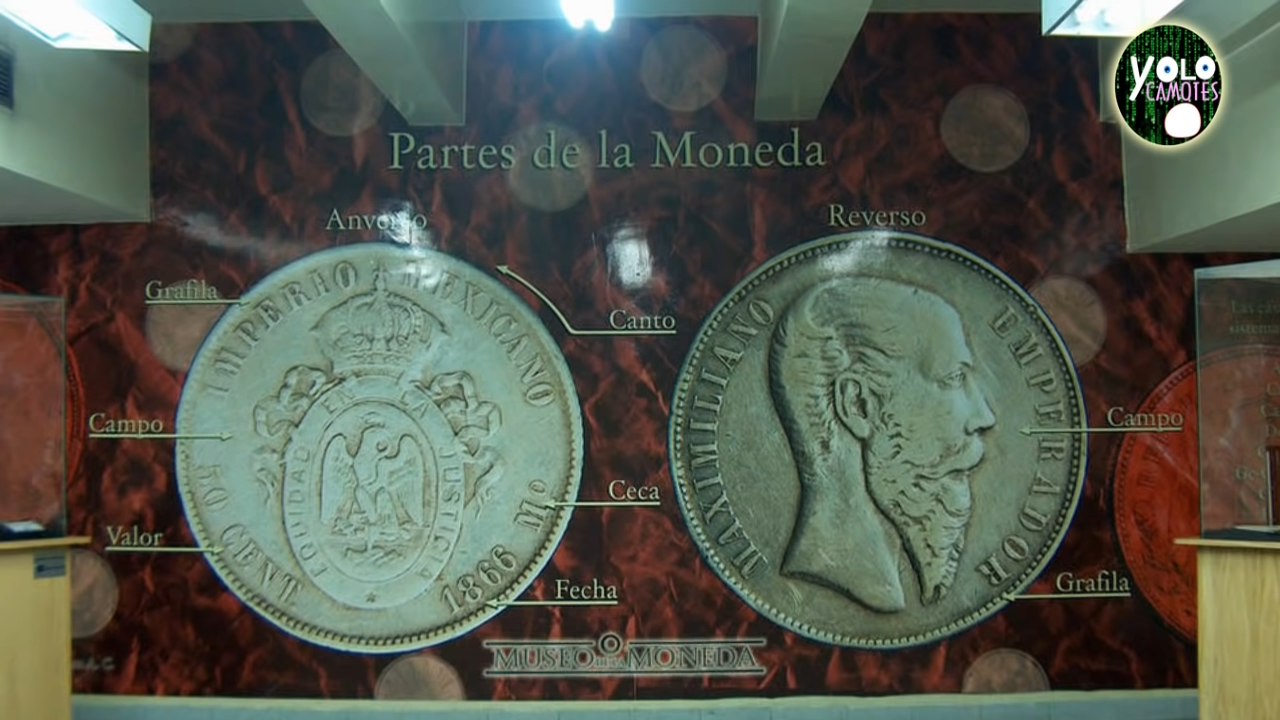 YOLO
CAMOTES
Partes de la Moneda
Anverso
Reverso
Grafila
Canto
Campo
Ceca
Valor
Fecha
Campo
Grafila
IMPERIO MEXICANO
EQUIDAD EN LA JUSTICIA
50 CENT
Mº
1866
MAXIMILIANO
EMPERADOR
MUSEO DE LA MONEDA